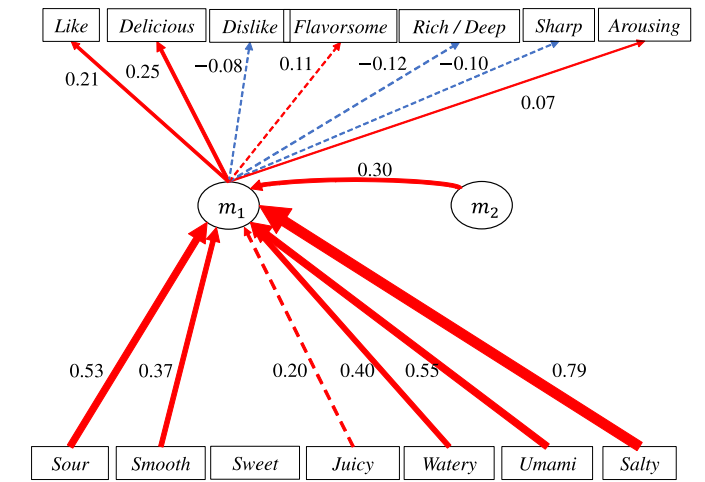 Like Delicious Dislike Flavorsome Rich / Deep Sharp Arousing
0.21 0.25 −0.08 0.11 −0.12 −0.10 0.07
0.30
m₁ m₂
0.53 0.37 0.20 0.40 0.55 0.79
Sour Smooth Sweet Juicy Watery Umami Salty